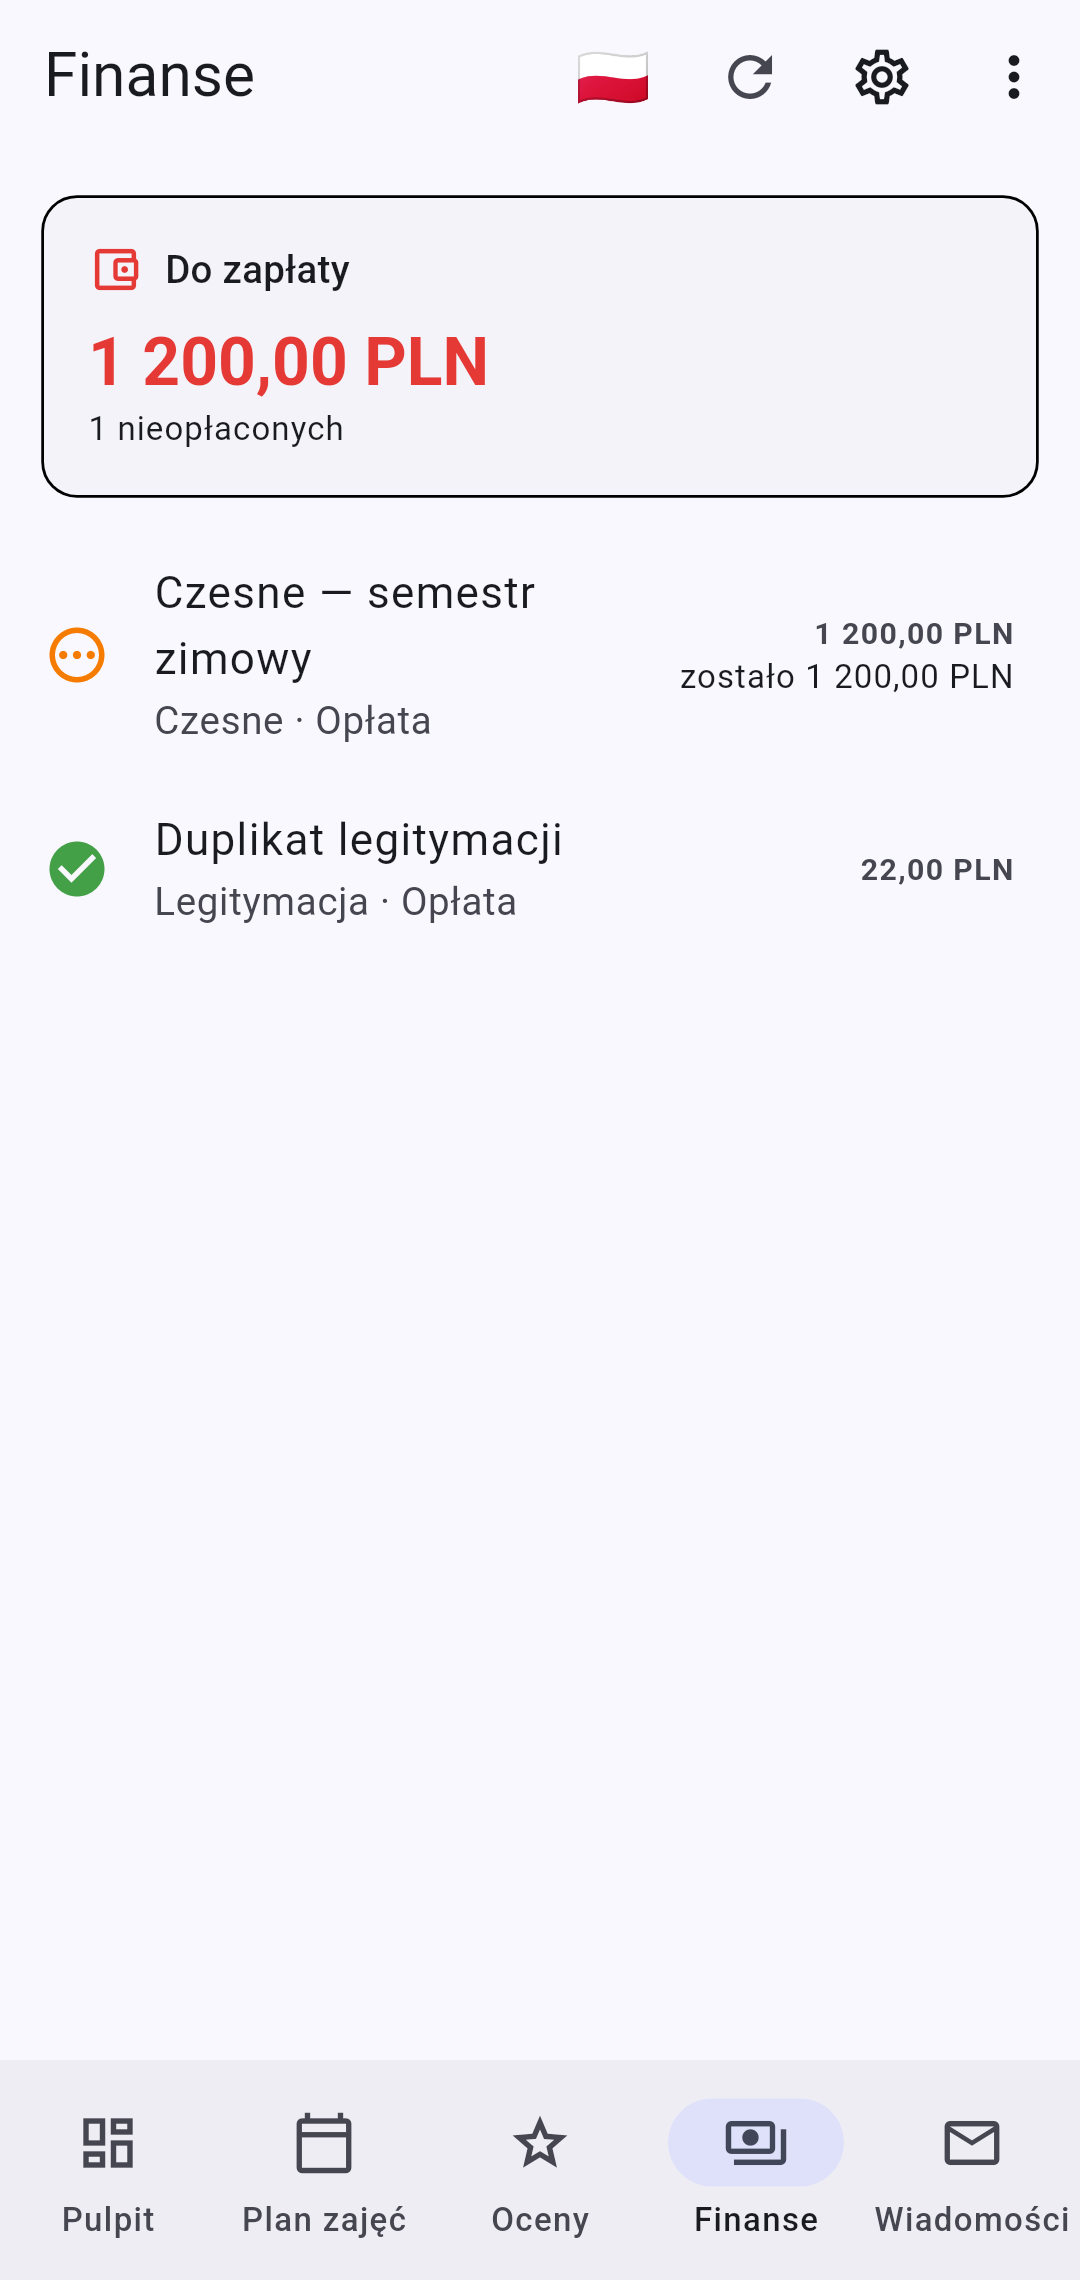 Finanse
Do zapłaty
1 200,00 PLN
1 nieopłaconych
Czesne — semestr
zimowy
Czesne · Opłata
1 200,00 PLN
zostało 1 200,00 PLN
Duplikat legitymacji
Legitymacja · Opłata
22,00 PLN
Pulpit
Plan zajęć
Oceny
Finanse
Wiadomości